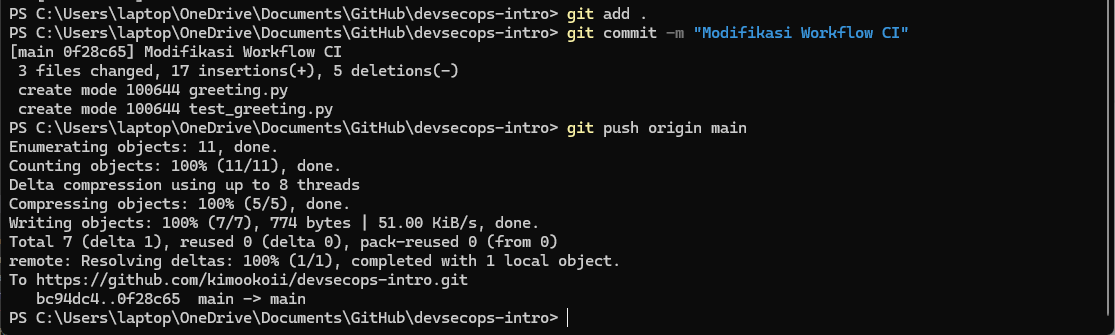 PS C:\Users\laptop\OneDrive\Documents\GitHub\devsecops-intro> git add .
PS C:\Users\laptop\OneDrive\Documents\GitHub\devsecops-intro> git commit -m "Modifikasi Workflow CI"
[main 0f28c65] Modifikasi Workflow CI
 3 files changed, 17 insertions(+), 5 deletions(-)
 create mode 100644 greeting.py
 create mode 100644 test_greeting.py
PS C:\Users\laptop\OneDrive\Documents\GitHub\devsecops-intro> git push origin main
Enumerating objects: 11, done.
Counting objects: 100% (11/11), done.
Delta compression using up to 8 threads
Compressing objects: 100% (5/5), done.
Writing objects: 100% (7/7), 774 bytes | 51.00 KiB/s, done.
Total 7 (delta 1), reused 0 (delta 0), pack-reused 0 (from 0)
remote: Resolving deltas: 100% (1/1), completed with 1 local object.
To https://github.com/kimookoii/devsecops-intro.git
   bc94dc4..0f28c65  main -> main
PS C:\Users\laptop\OneDrive\Documents\GitHub\devsecops-intro>